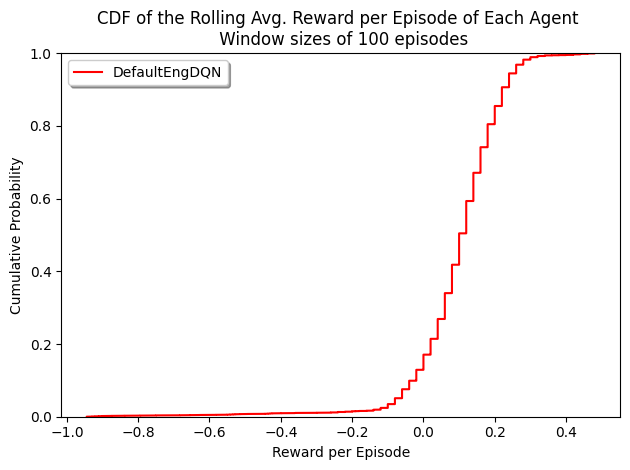 CDF of the Rolling Avg. Reward per Episode of Each Agent
Window sizes of 100 episodes
DefaultEngDQN
Cumulative Probability
1.0
0.8
0.6
0.4
0.2
0.0
−1.0 −0.8 −0.6 −0.4 −0.2 0.0 0.2 0.4
Reward per Episode